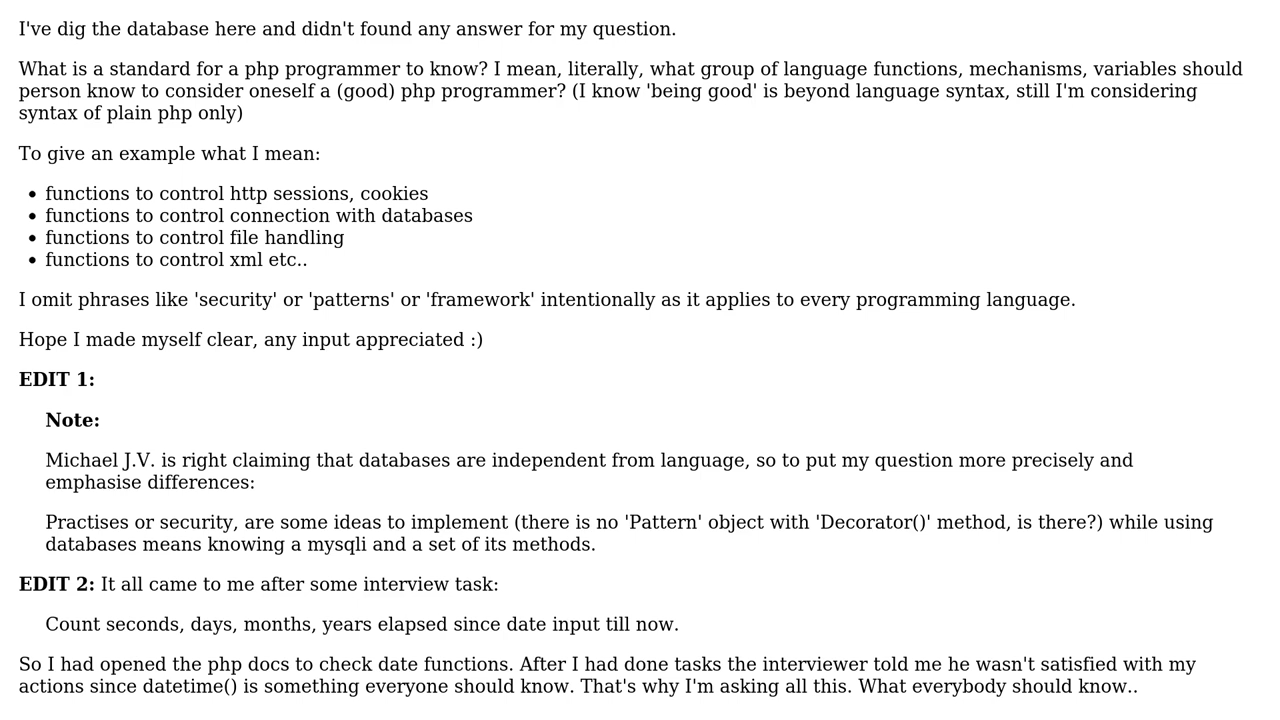 I've dig the database here and didn't found any answer for my question.
What is a standard for a php programmer to know? I mean, literally, what group of language functions, mechanisms, variables should
person know to consider oneself a (good) php programmer? (I know 'being good' is beyond language syntax, still I'm considering
syntax of plain php only)
To give an example what I mean:
• functions to control http sessions, cookies
• functions to control connection with databases
• functions to control file handling
• functions to control xml etc..
I omit phrases like 'security' or 'patterns' or 'framework' intentionally as it applies to every programming language.
Hope I made myself clear, any input appreciated :)
EDIT 1:
Note:
Michael J.V. is right claiming that databases are independent from language, so to put my question more precisely and
emphasise differences:
Practises or security, are some ideas to implement (there is no 'Pattern' object with 'Decorator()' method, is there?) while using
databases means knowing a mysqli and a set of its methods.
EDIT 2: It all came to me after some interview task:
Count seconds, days, months, years elapsed since date input till now.
So I had opened the php docs to check date functions. After I had done tasks the interviewer told me he wasn't satisfied with my
actions since datetime() is something everyone should know. That's why I'm asking all this. What everybody should know..